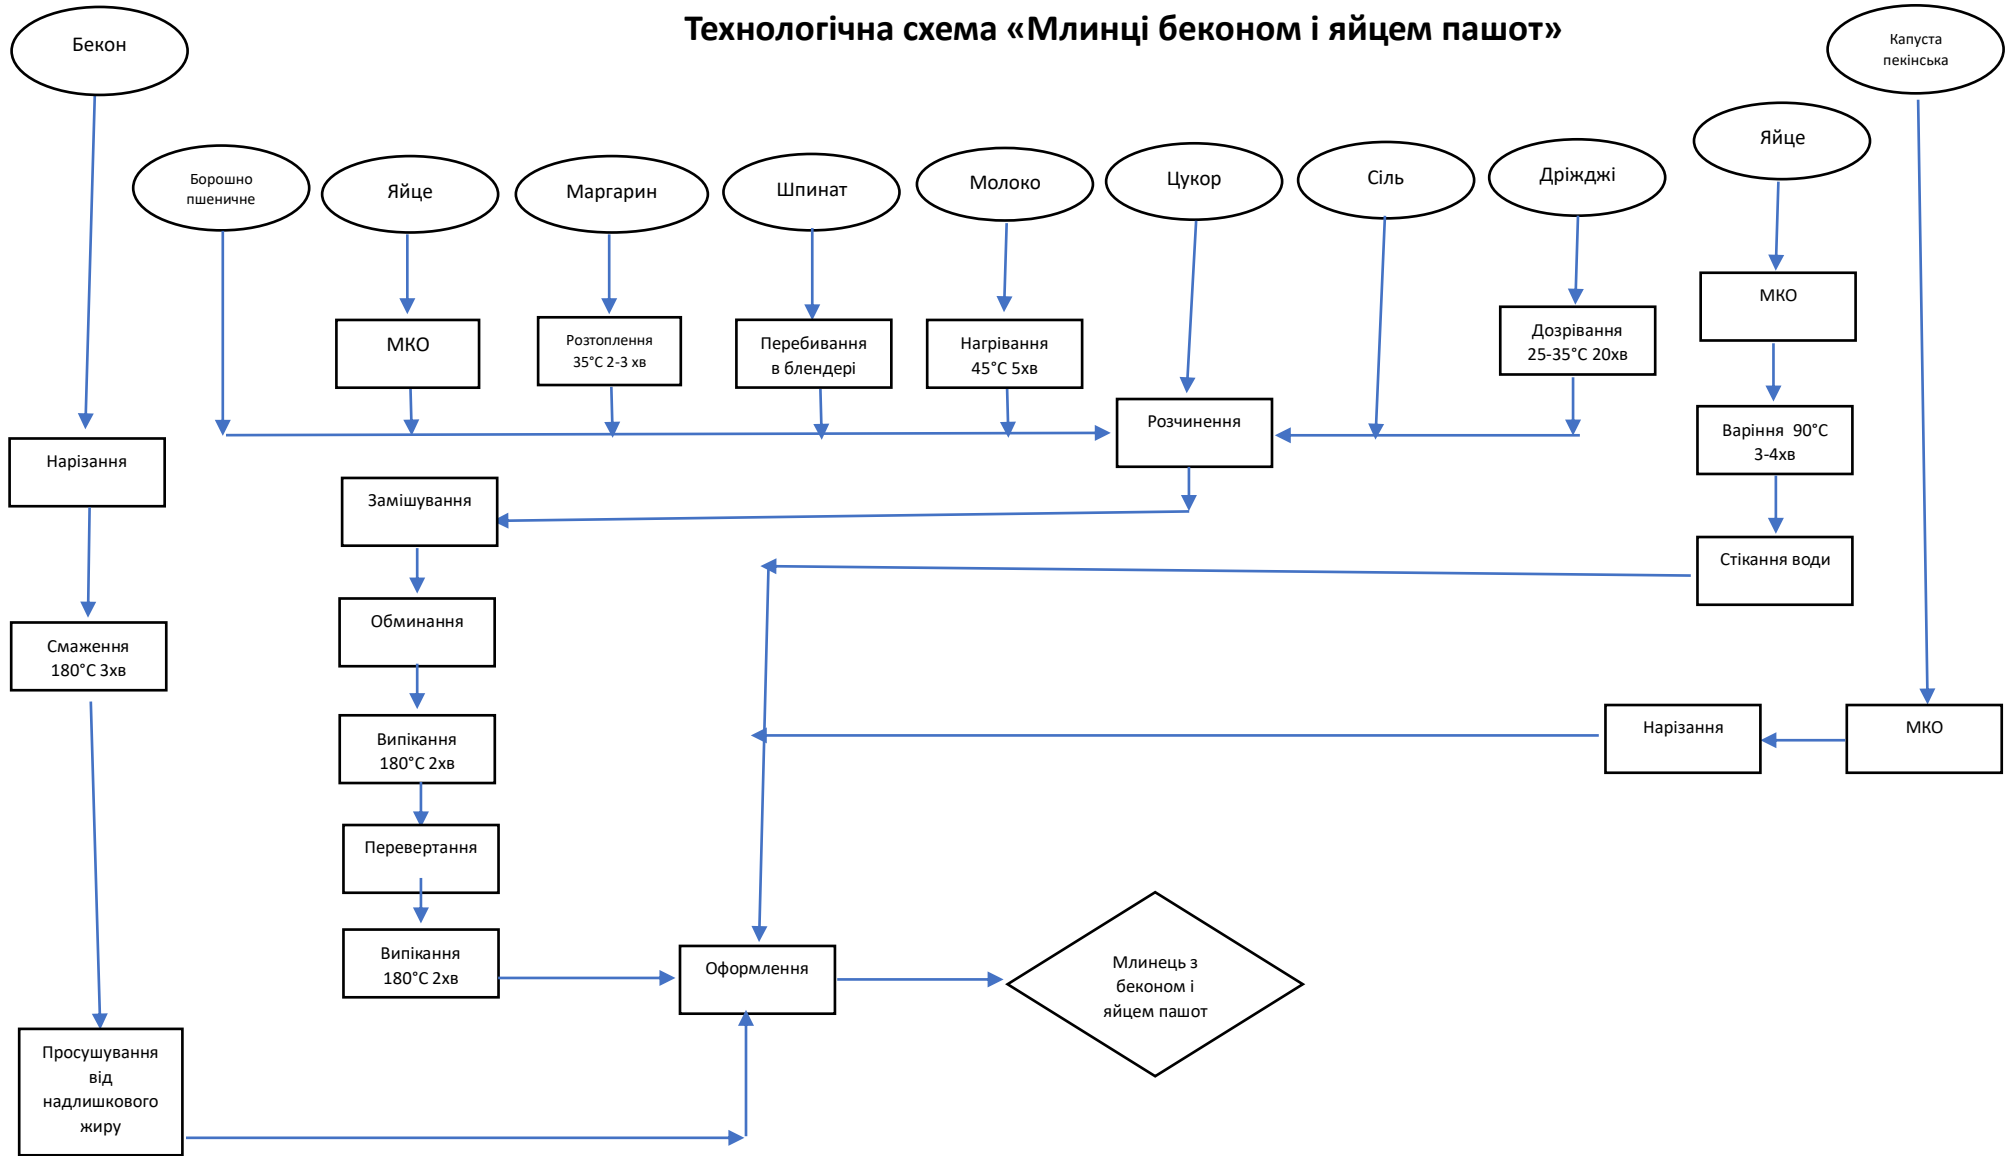 Технологічна схема «Млинці беконом і яйцем пашот»
Бекон
Капуста
пекінська
Борошно
пшеничне
Яйце
Маргарин
Шпинат
Молоко
Цукор
Сіль
Дріжджі
Яйце
МКО
Розтоплення
35°С 2-3 хв
Перебивання
в блендері
Нагрівання
45°С 5хв
Дозрівання
25-35°С 20хв
МКО
Розчинення
Варіння 90°С
3-4хв
Нарізання
Замішування
Стікання води
Обминання
Смаження
180°С 3хв
Випікання
180°С 2хв
Нарізання
МКО
Перевертання
Випікання
180°С 2хв
Оформлення
Млинець з
беконом і
яйцем пашот
Просушування
від
надлишкового
жиру